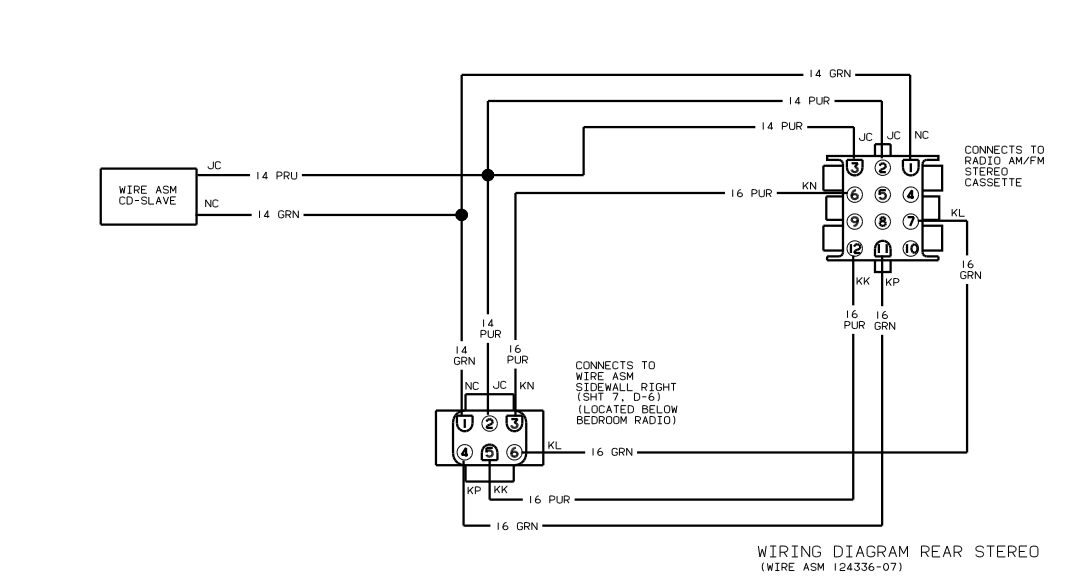 14 GRN
14 PUR
14 PUR
JC
JC
NC
CONNECTS TO
RADIO AM/FM
STEREO
CASSETTE
3
2
1
JC
14 PRU
WIRE ASM
CD-SLAVE
16 PUR
KN
6
5
4
NC
14 GRN
9
8
7
KL
12
11
10
16
GRN
KK
KP
16
PUR
16
GRN
14
PUR
14
GRN
16
PUR
CONNECTS TO
WIRE ASM
SIDEWALL RIGHT
(SHT 7, D-6)
(LOCATED BELOW
BEDROOM RADIO)
NC
JC
KN
1
2
3
4
5
6
KL
16 GRN
KP
KK
16 PUR
16 GRN
WIRING DIAGRAM REAR STEREO
(WIRE ASM 124336-07)